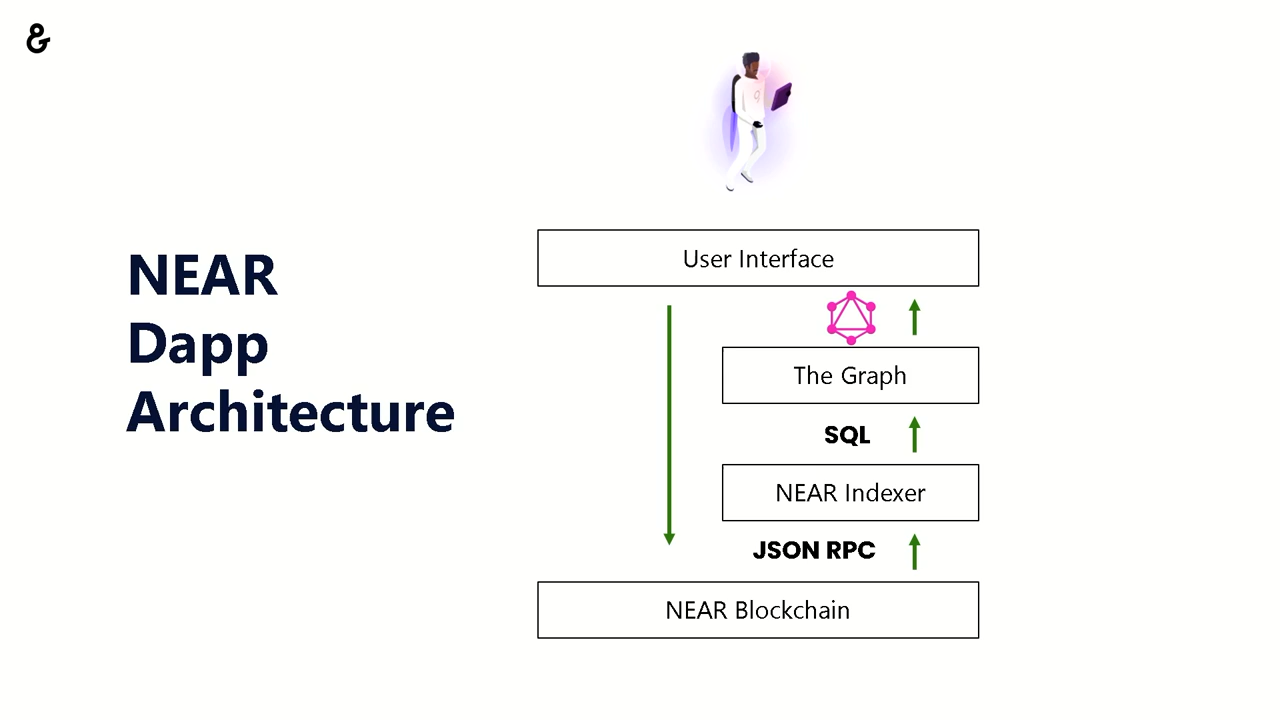 &
NEAR
Dapp
Architecture
User Interface
The Graph
SQL
NEAR Indexer
JSON RPC
NEAR Blockchain